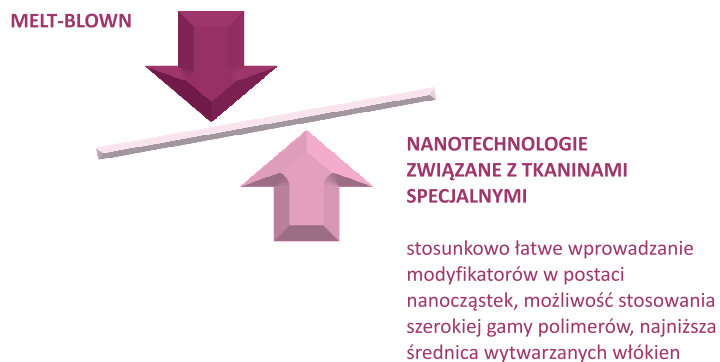 MELT-BLOWN
NANOTECHNOLOGIE
ZWIĄZANE Z TKANINAMI
SPECJALNYMI
stosunkowo łatwe wprowadzanie
modyfikatorów w postaci
nanocząstek, możliwość stosowania
szerokiej gamy polimerów, najniższa
średnica wytwarzanych włókien